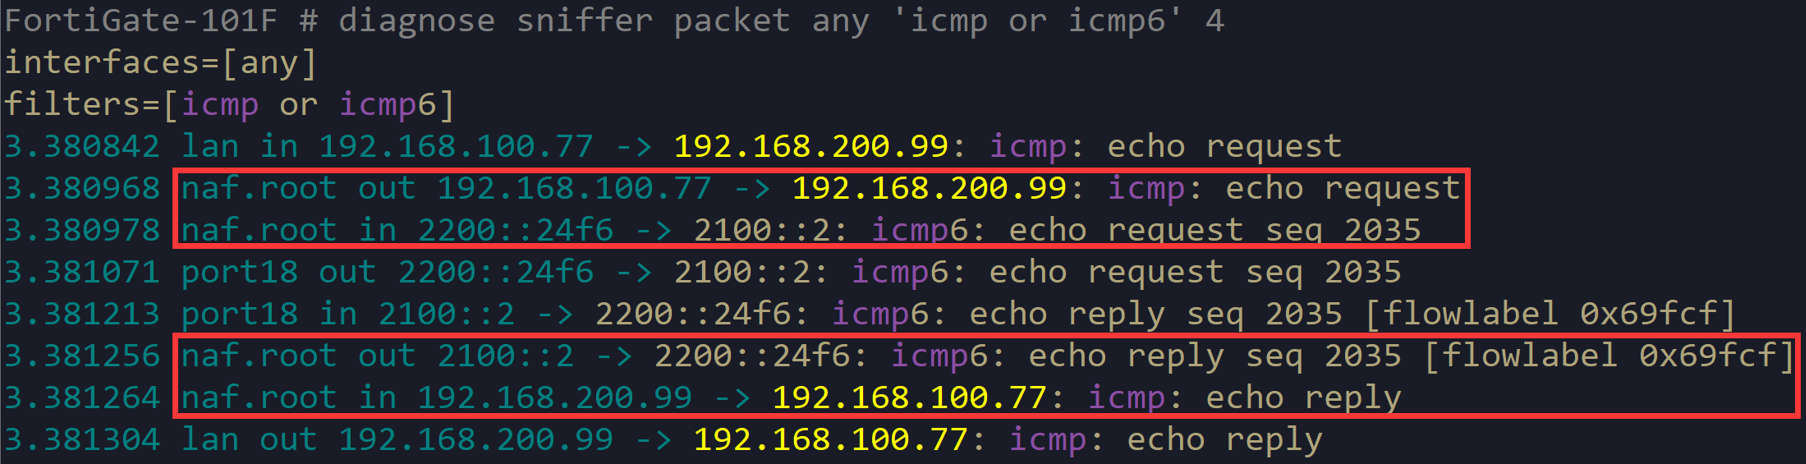 FortiGate-101F # diagnose sniffer packet any 'icmp or icmp6' 4
interfaces=[any]
filters=[icmp or icmp6]
3.380842 lan in 192.168.100.77 -> 192.168.200.99: icmp: echo request
3.380968 naf.root out 192.168.100.77 -> 192.168.200.99: icmp: echo request
3.380978 naf.root in 2200::24f6 -> 2100::2: icmp6: echo request seq 2035
3.381071 port18 out 2200::24f6 -> 2100::2: icmp6: echo request seq 2035
3.381213 port18 in 2100::2 -> 2200::24f6: icmp6: echo reply seq 2035 [flowlabel 0x69fcf]
3.381256 naf.root out 2100::2 -> 2200::24f6: icmp6: echo reply seq 2035 [flowlabel 0x69fcf]
3.381264 naf.root in 192.168.200.99 -> 192.168.100.77: icmp: echo reply
3.381304 lan out 192.168.200.99 -> 192.168.100.77: icmp: echo reply